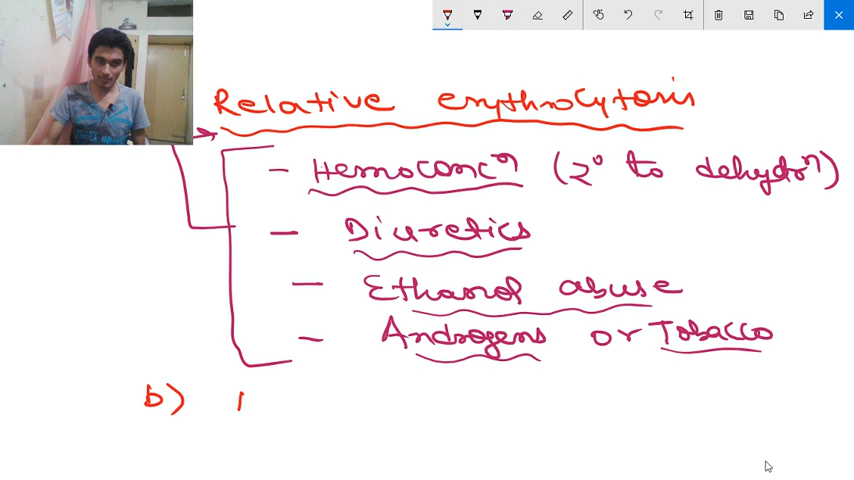 Relative erythrocytosis
- Hemoconcⁿ (2° to dehydrⁿ)
- Diuretics
- Ethanol abuse
- Androgens or Tobacco
b)